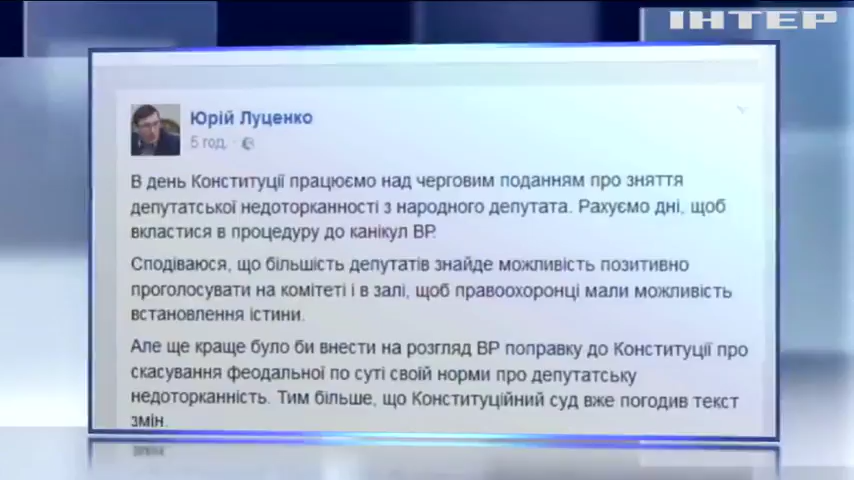 ІНТЕР
Юрій Луценко
5 год.
В день Конституції працюємо над черговим поданням про зняття
депутатської недоторканності з народного депутата. Рахуємо дні, щоб
вкластися в процедуру до канікул ВР.
Сподіваюся, що більшість депутатів знайде можливість позитивно
проголосувати на комітеті і в залі, щоб правоохоронці мали можливість
встановлення істини.
Але ще краще було би внести на розгляд ВР поправку до Конституції про
скасування феодальної по суті своїй норми про депутатську
недоторканність. Тим більше, що Конституційний суд вже погодив текст
змін.